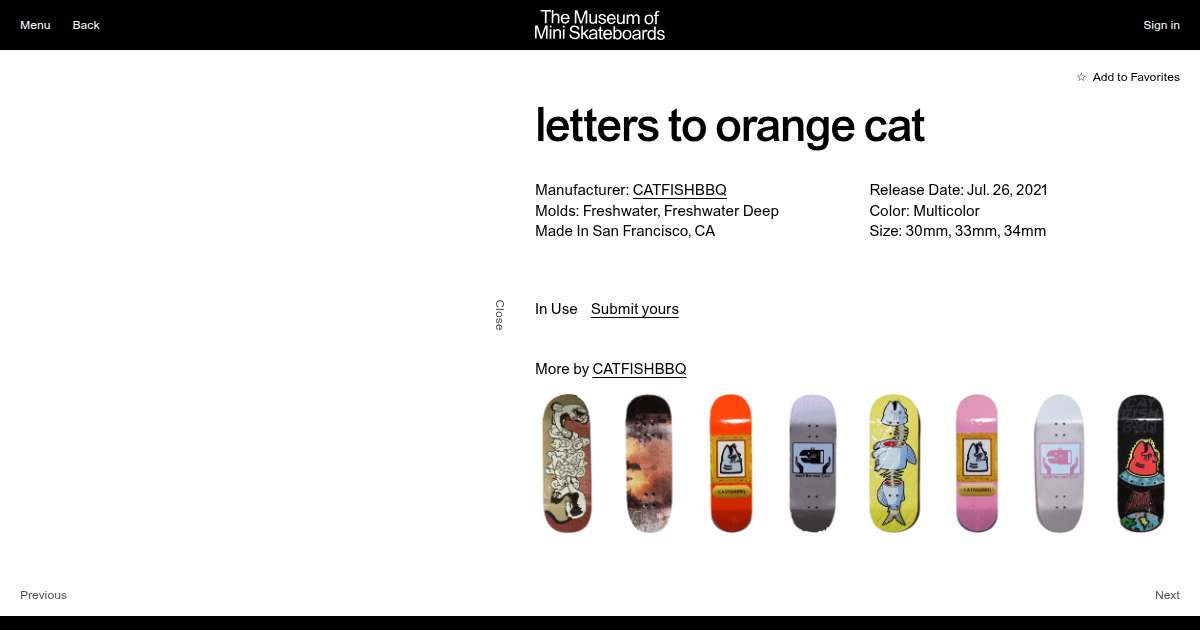 Menu
Back
The Museum of
Mini Skateboards
Sign in
☆ Add to Favorites
letters to orange cat
Manufacturer: CATFISHBBQ
Molds: Freshwater, Freshwater Deep
Made In San Francisco, CA
Release Date: Jul. 26, 2021
Color: Multicolor
Size: 30mm, 33mm, 34mm
Close
In Use
Submit yours
More by CATFISHBBQ
CATFISHBBQ
CATFISHBBQ
Previous
Next